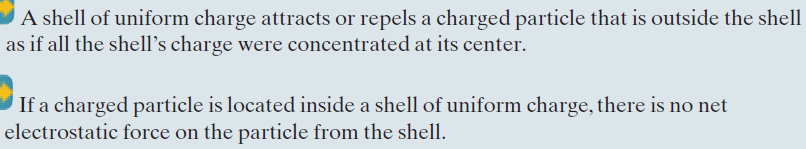 A shell of uniform charge attracts or repels a charged particle that is outside the shell
as if all the shell’s charge were concentrated at its center.
If a charged particle is located inside a shell of uniform charge, there is no net
electrostatic force on the particle from the shell.